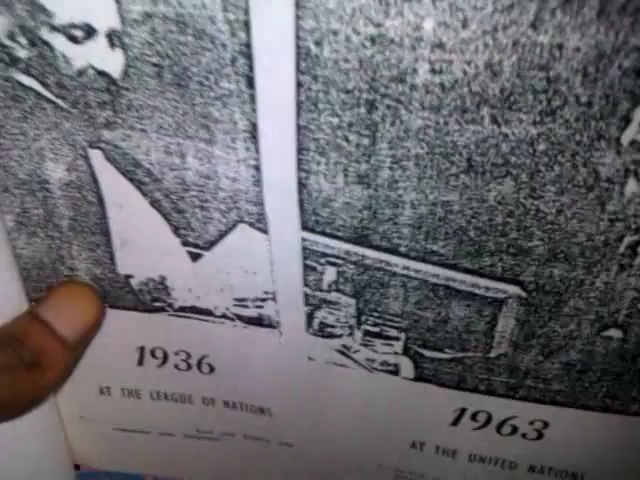 1936
AT THE LEAGUE OF NATIONS
1963
AT THE UNITED NATIONS